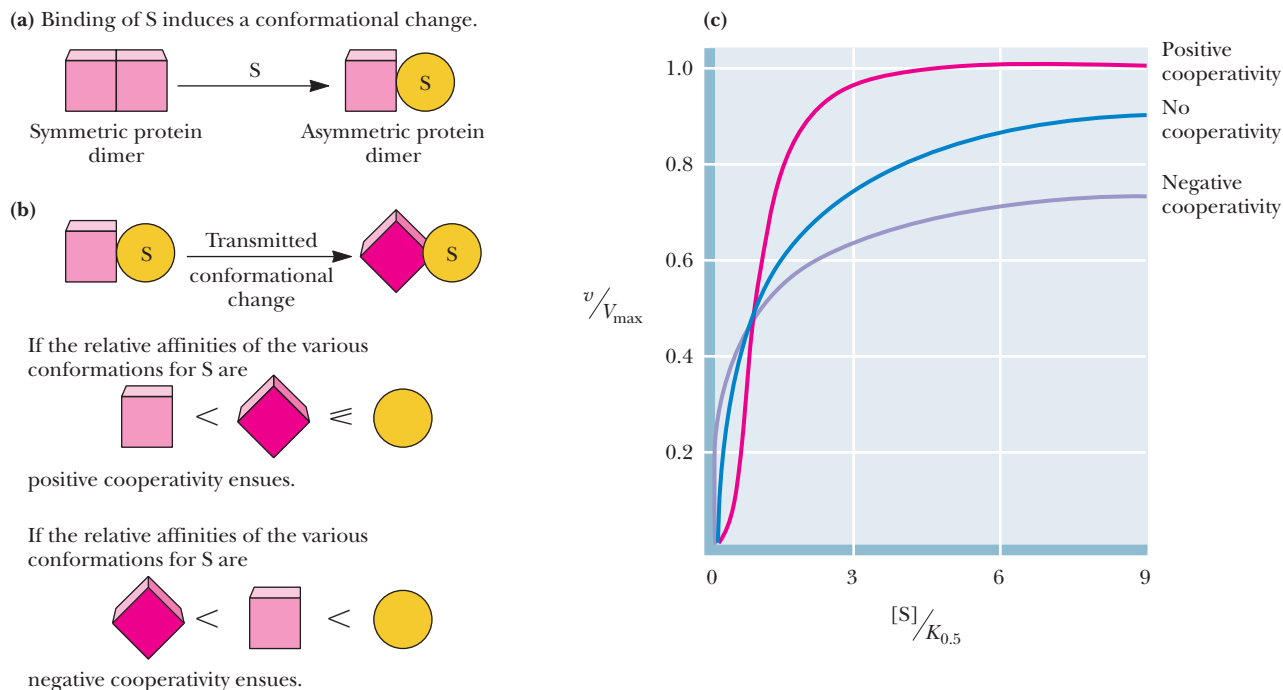 (a) Binding of S induces a conformational change.
S
S
Symmetric protein
dimer
Asymmetric protein
dimer
(b)
S
Transmitted
conformational
change
S
If the relative affinities of the various
conformations for S are
< ≤
positive cooperativity ensues.
If the relative affinities of the various
conformations for S are
< <
negative cooperativity ensues.
(c)
v/Vmax
1.0
0.8
0.6
0.4
0.2
0
3
6
9
[S]/K0.5
Positive
cooperativity
No
cooperativity
Negative
cooperativity